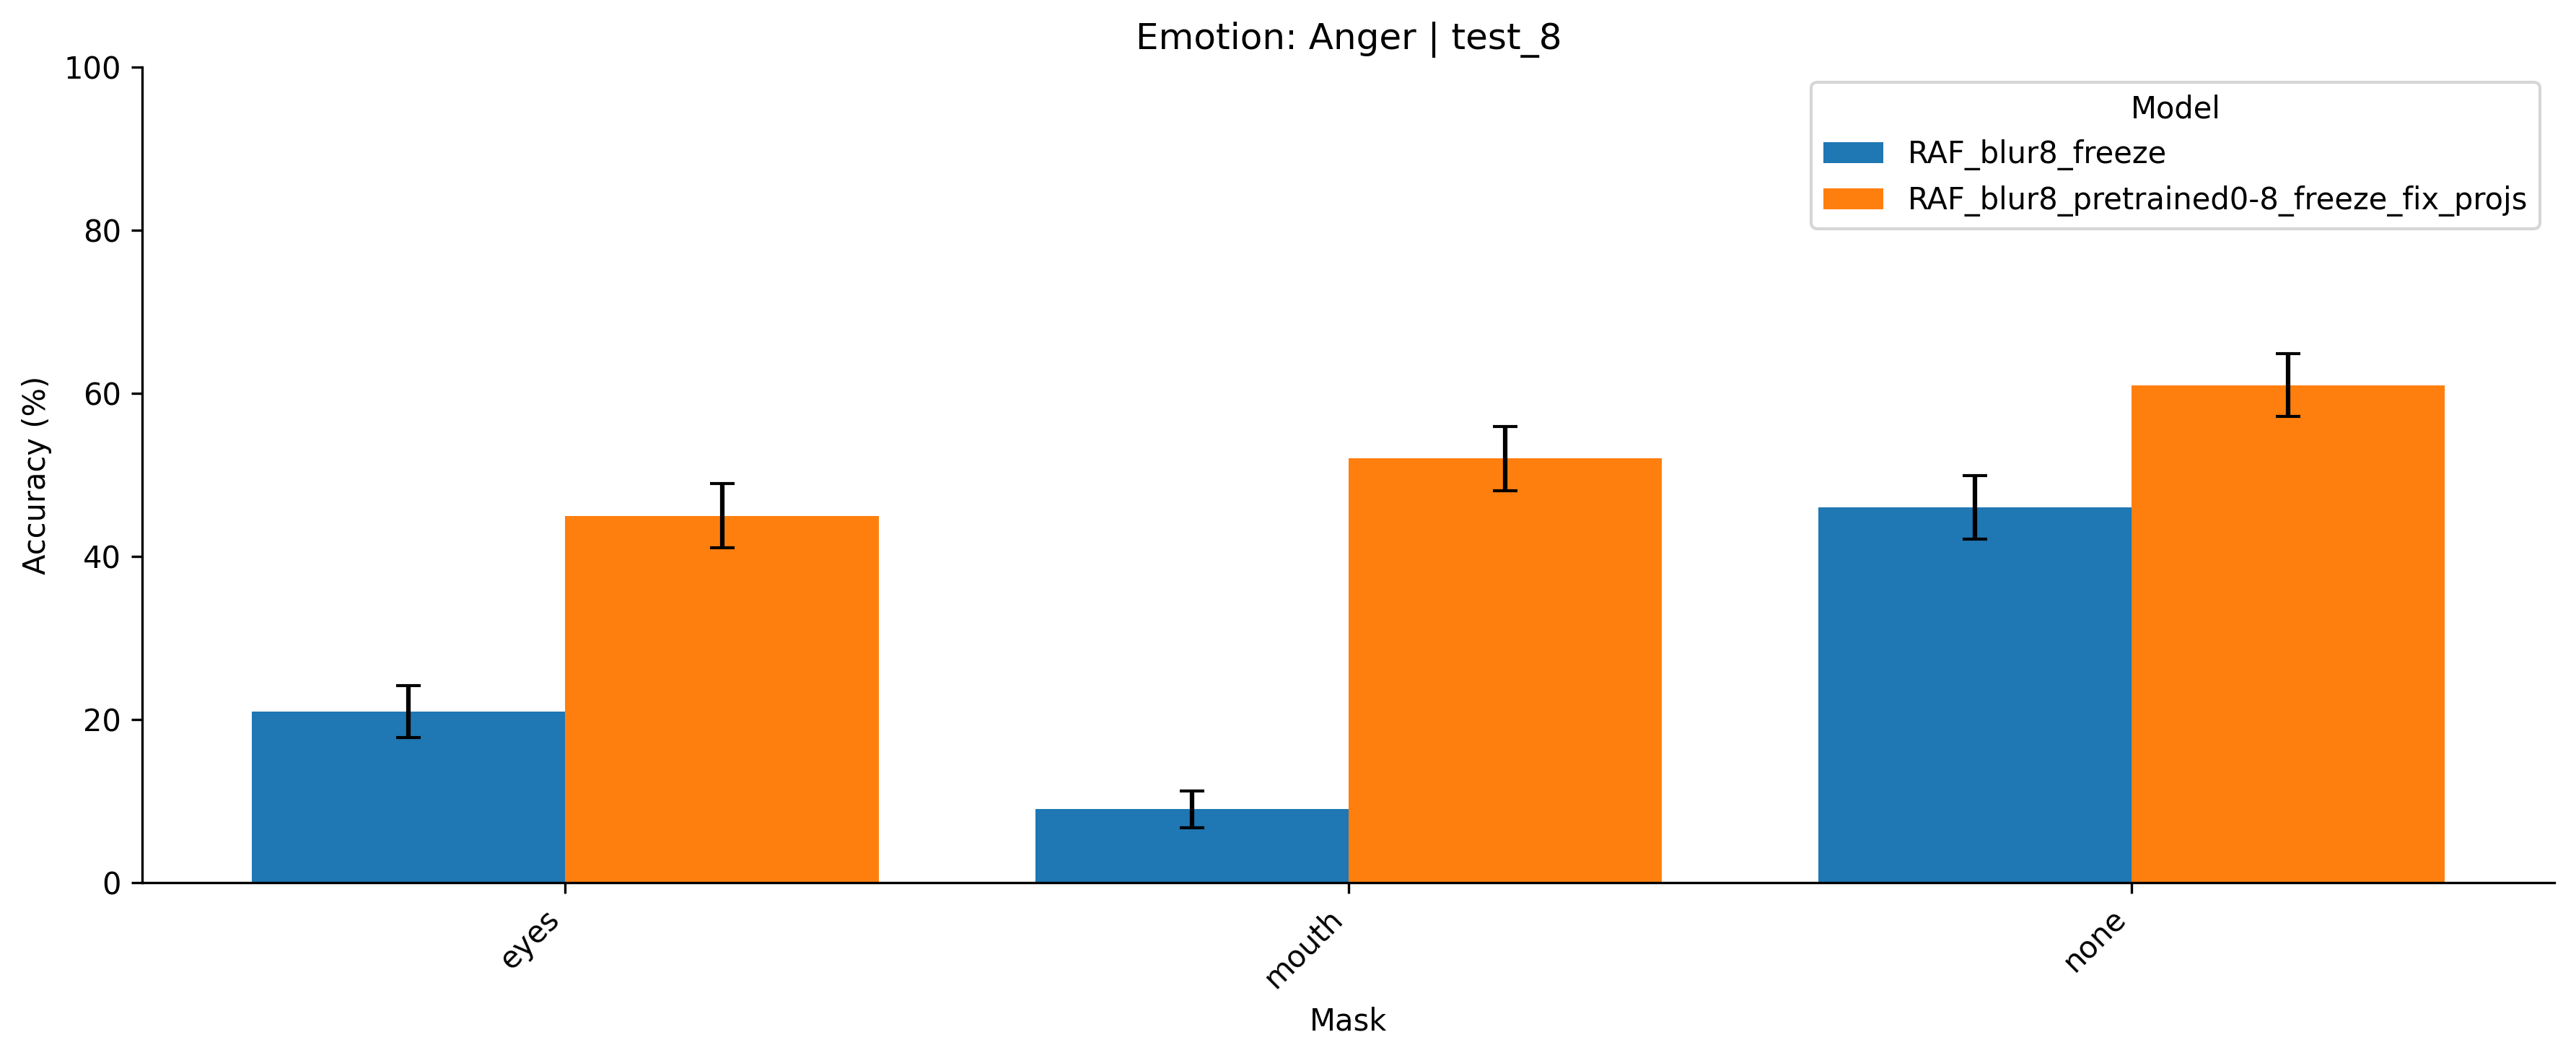 Emotion: Anger | test_8
100
80
60
40
20
0
Accuracy (%)
Model
RAF_blur8_freeze
RAF_blur8_pretrained0-8_freeze_fix_projs
eyes
mouth
none
Mask